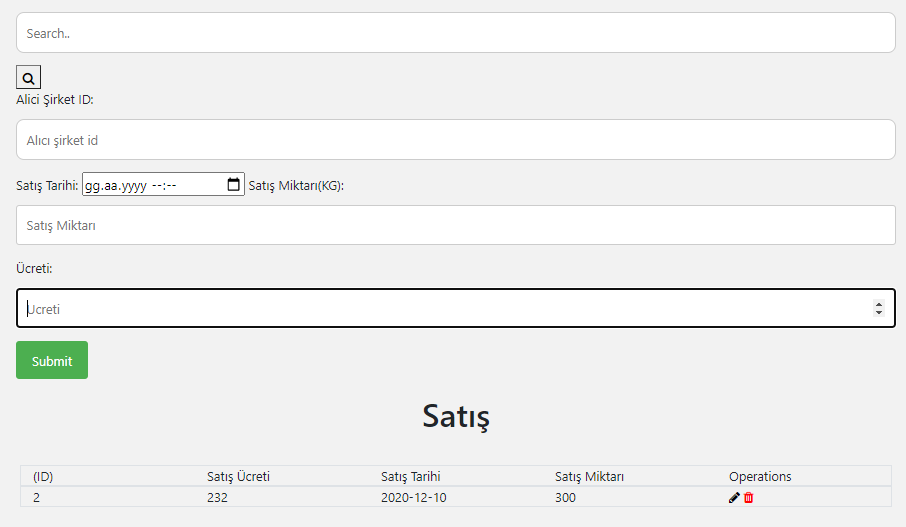 Search..
Alici Şirket ID:
Alıcı şirket id
Satış Tarihi: gg.aa.yyyy --:-- Satış Miktarı(KG):
Satış Miktarı
Ücreti:
Ucreti
Submit
Satış
(ID) Satış Ücreti Satış Tarihi Satış Miktarı Operations
2 232 2020-12-10 300